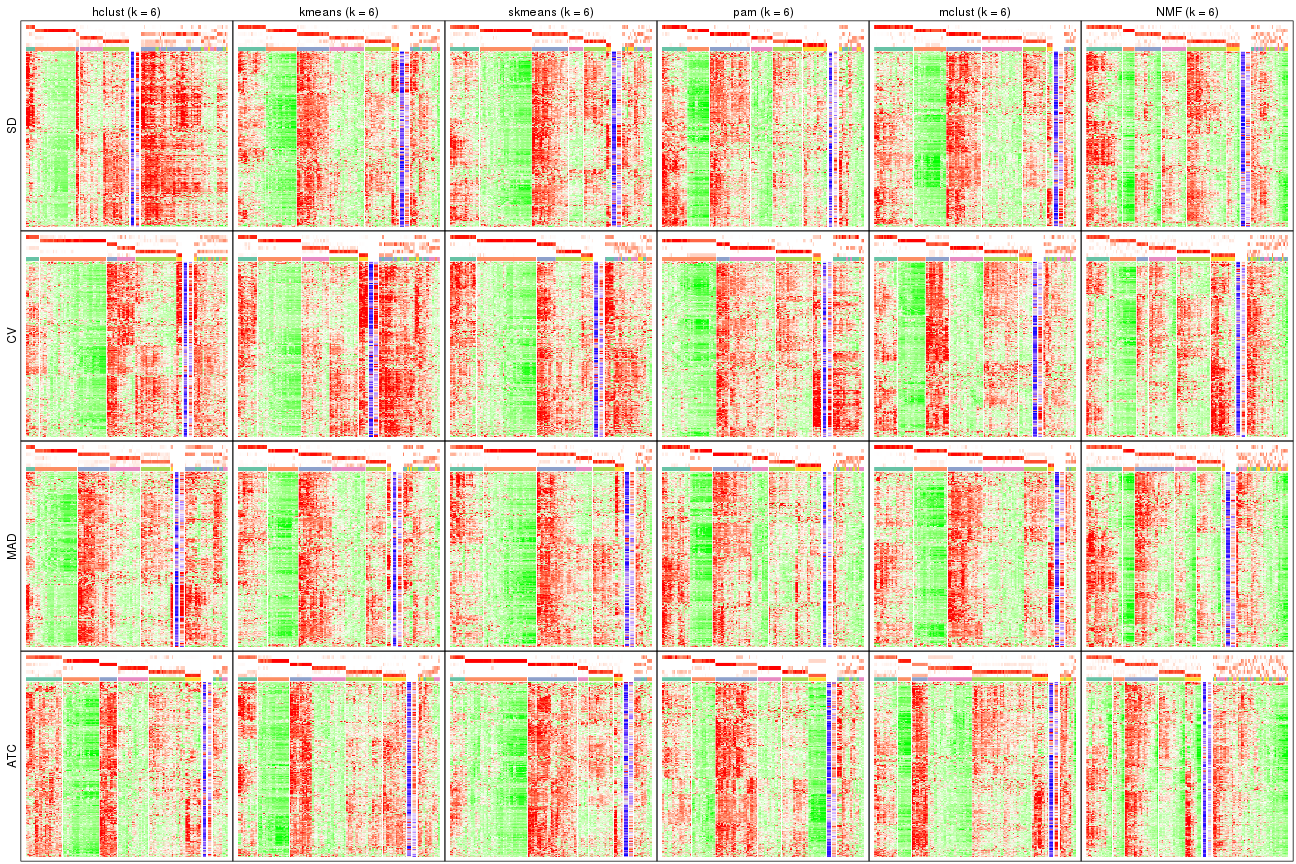 hclust (k = 6) kmeans (k = 6) skmeans (k = 6) pam (k = 6) mclust (k = 6) NMF (k = 6)
SD
CV
MAD
ATC